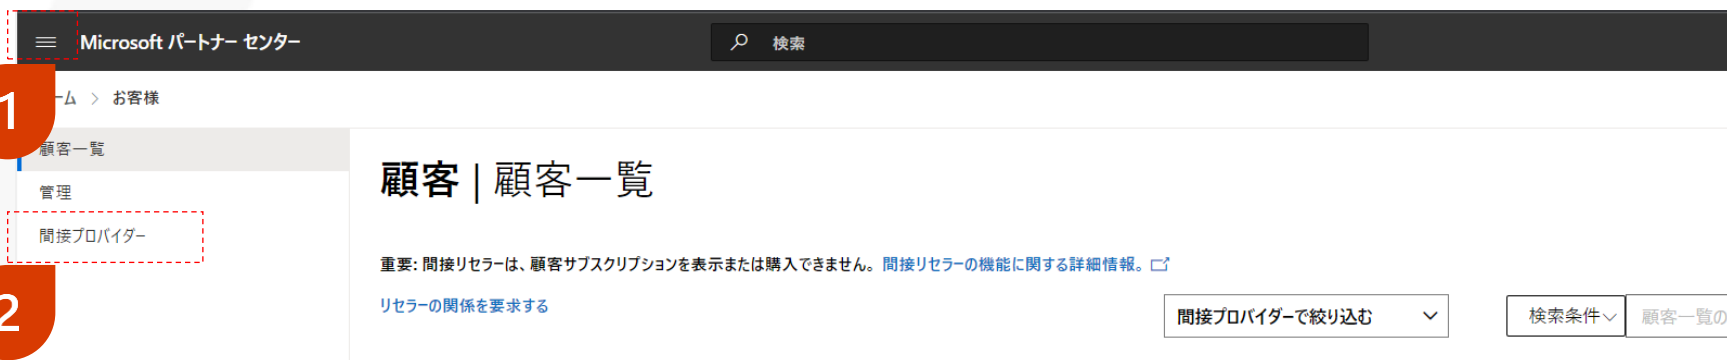 Microsoft パートナー センター
検索
1
ーム > お客様
顧客一覧
管理
間接プロバイダー
2
顧客 | 顧客一覧
重要: 間接リセラーは、顧客サブスクリプションを表示または購入できません。 間接リセラーの機能に関する詳細情報。
リセラーの関係を要求する
間接プロバイダーで絞り込む
検索条件
顧客一覧の